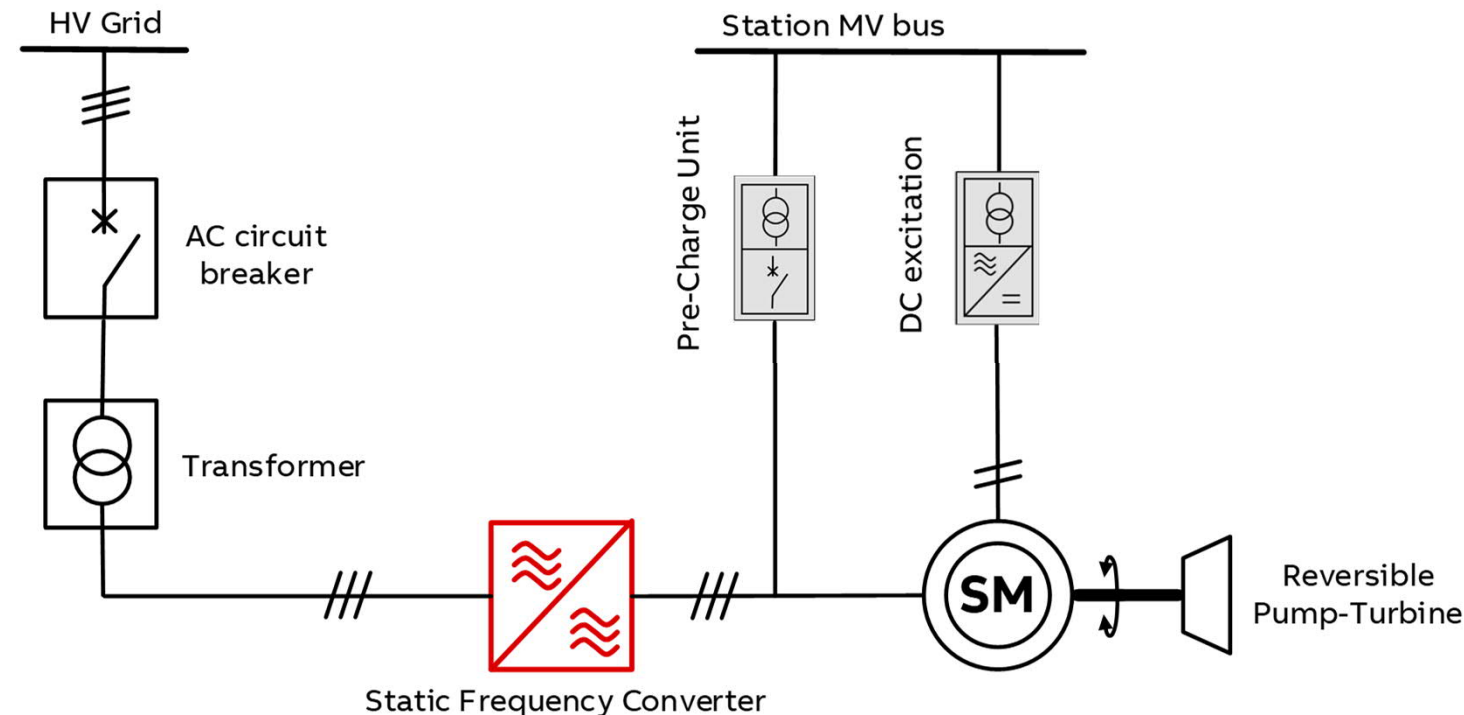 HV Grid
Station MV bus
AC circuit
breaker
Pre-Charge Unit
DC excitation
Transformer
SM
Reversible
Pump-Turbine
Static Frequency Converter